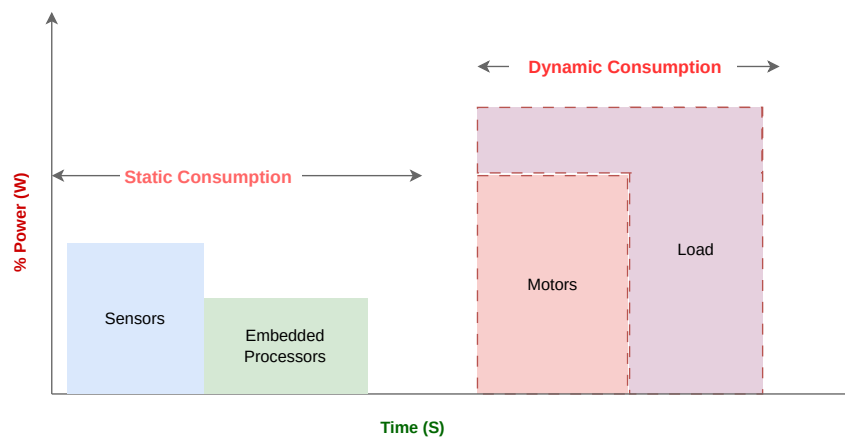 Dynamic Consumption
Static Consumption
% Power (W)
Sensors
Embedded
Processors
Motors
Load
Time (S)